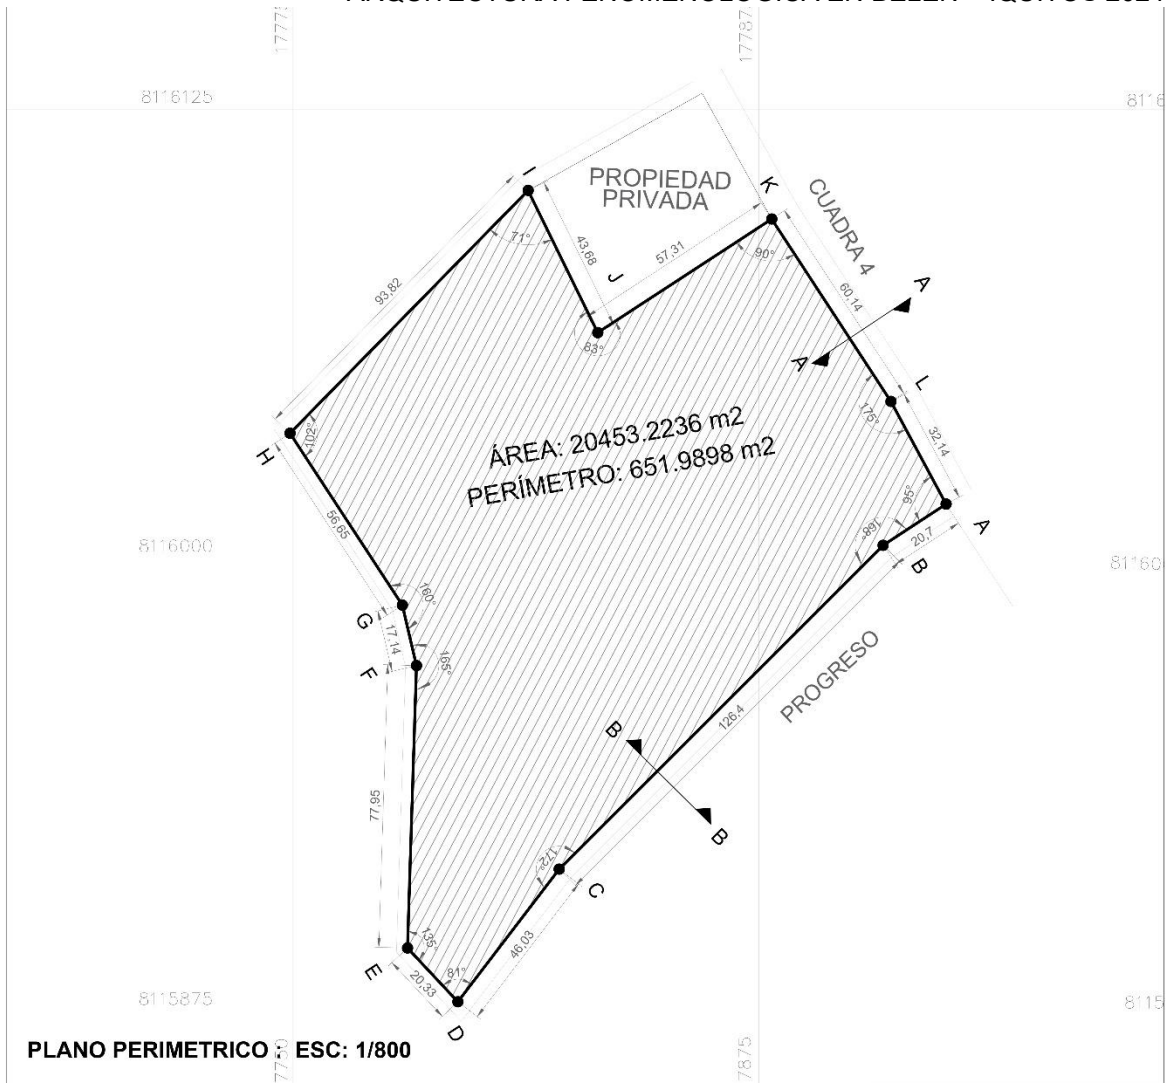 8116125
I
PROPIEDAD
PRIVADA
K
CUADRA 4
71°
43,68
57,31
90°
J
93,82
60,14
A
83°
A
L
102°
H
175°
32,14
ÁREA: 20453.2236 m2
PERÍMETRO: 651.9898 m2
95°
A
168°
20,7
B
56,65
8116000
160°
G
17,14
F
165°
PROGRESO
126.4
B
B
77,95
172°
C
46,03
135°
E
20,33
81°
D
8115875
PLANO PERIMETRICO : ESC: 1/800
7875